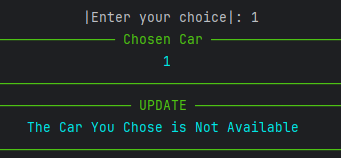 |Enter your choice|: 1
Chosen Car
1
UPDATE
The Car You Chose is Not Available